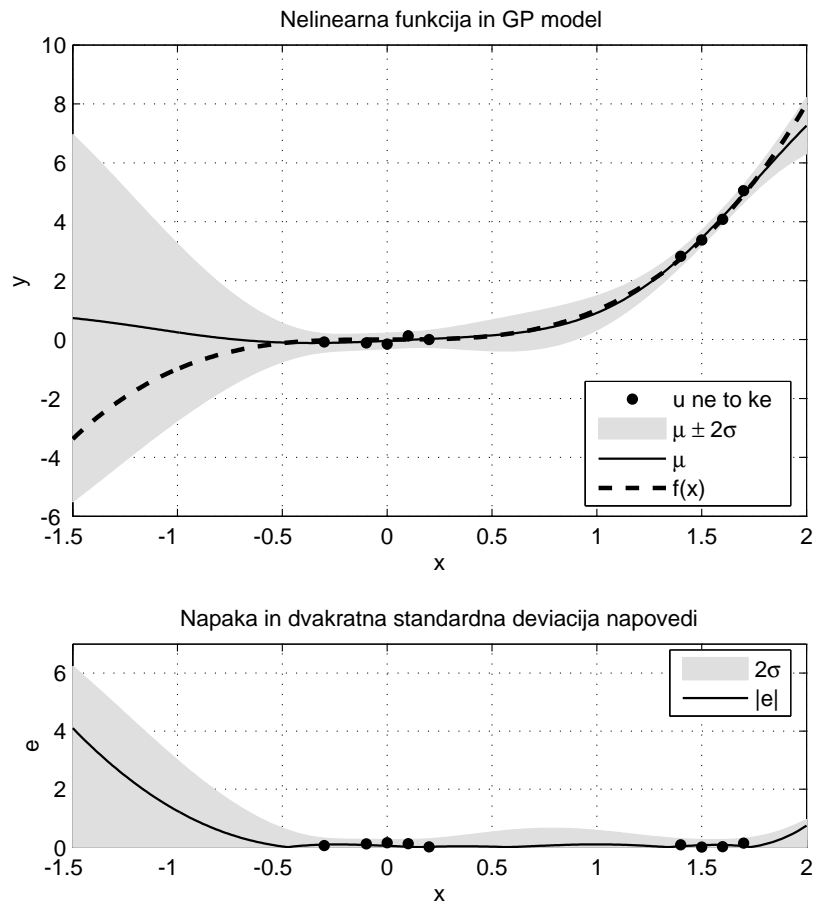 Nelinearna funkcija in GP model
10
8
6
4
2
0
-2
-4
-6
y
-1.5 -1 -0.5 0 0.5 1 1.5 2
x
u ne to ke
μ ± 2σ
μ
f(x)
Napaka in dvakratna standardna deviacija napovedi
6
4
2
0
e
-1.5 -1 -0.5 0 0.5 1 1.5 2
x
2σ
|e|